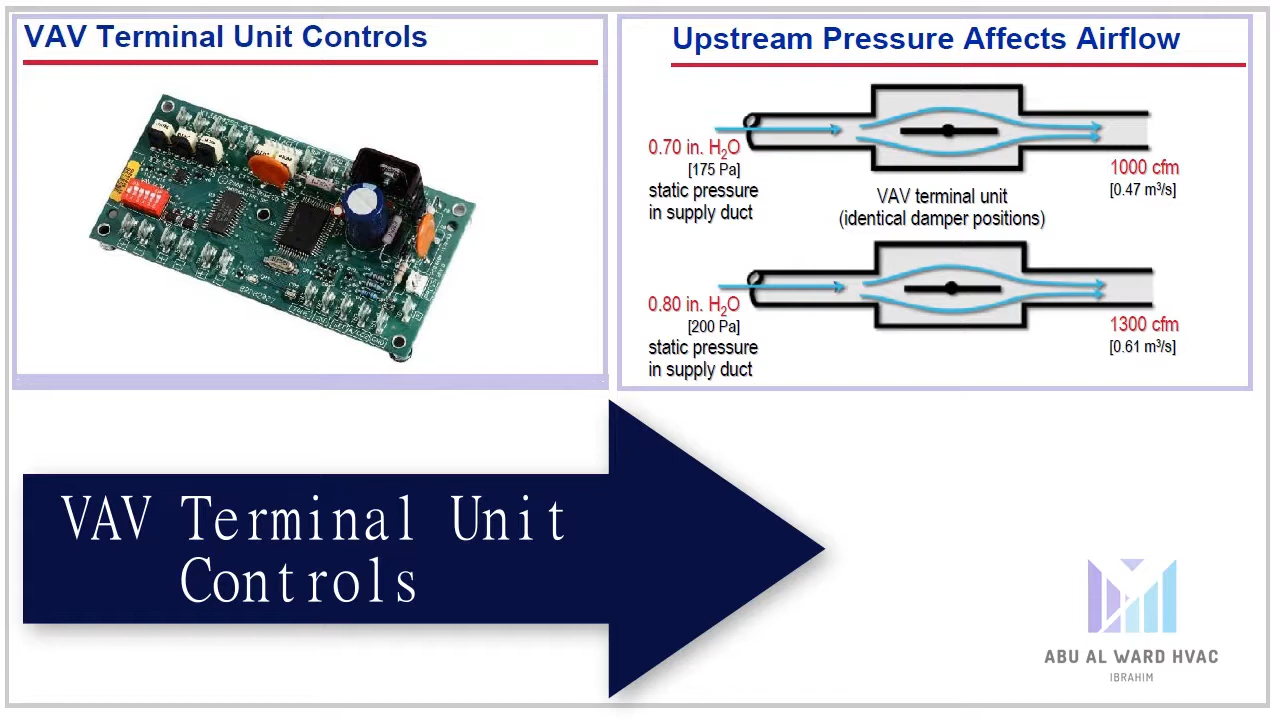 VAV Terminal Unit Controls
Upstream Pressure Affects Airflow
0.70 in. H₂O
[175 Pa]
static pressure
in supply duct
VAV terminal unit
(identical damper positions)
1000 cfm
[0.47 m³/s]
0.80 in. H₂O
[200 Pa]
static pressure
in supply duct
1300 cfm
[0.61 m³/s]
VAV Terminal Unit
Controls
ABU AL WARD HVAC
IBRAHIM